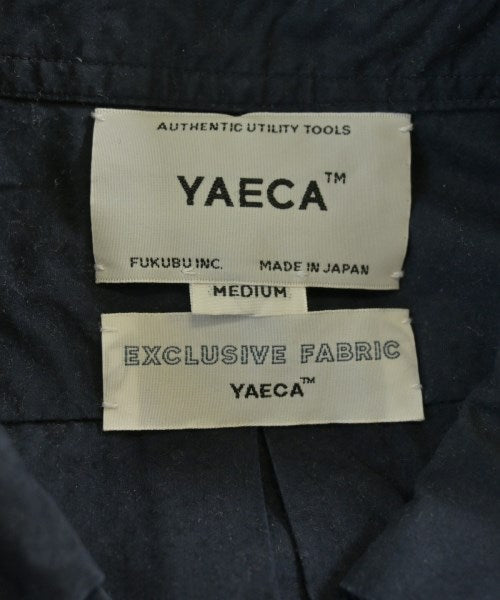 AUTHENTIC UTILITY TOOLS
YAECA™
FUKUBU INC. MADE IN JAPAN
MEDIUM
EXCLUSIVE FABRIC
YAECA™